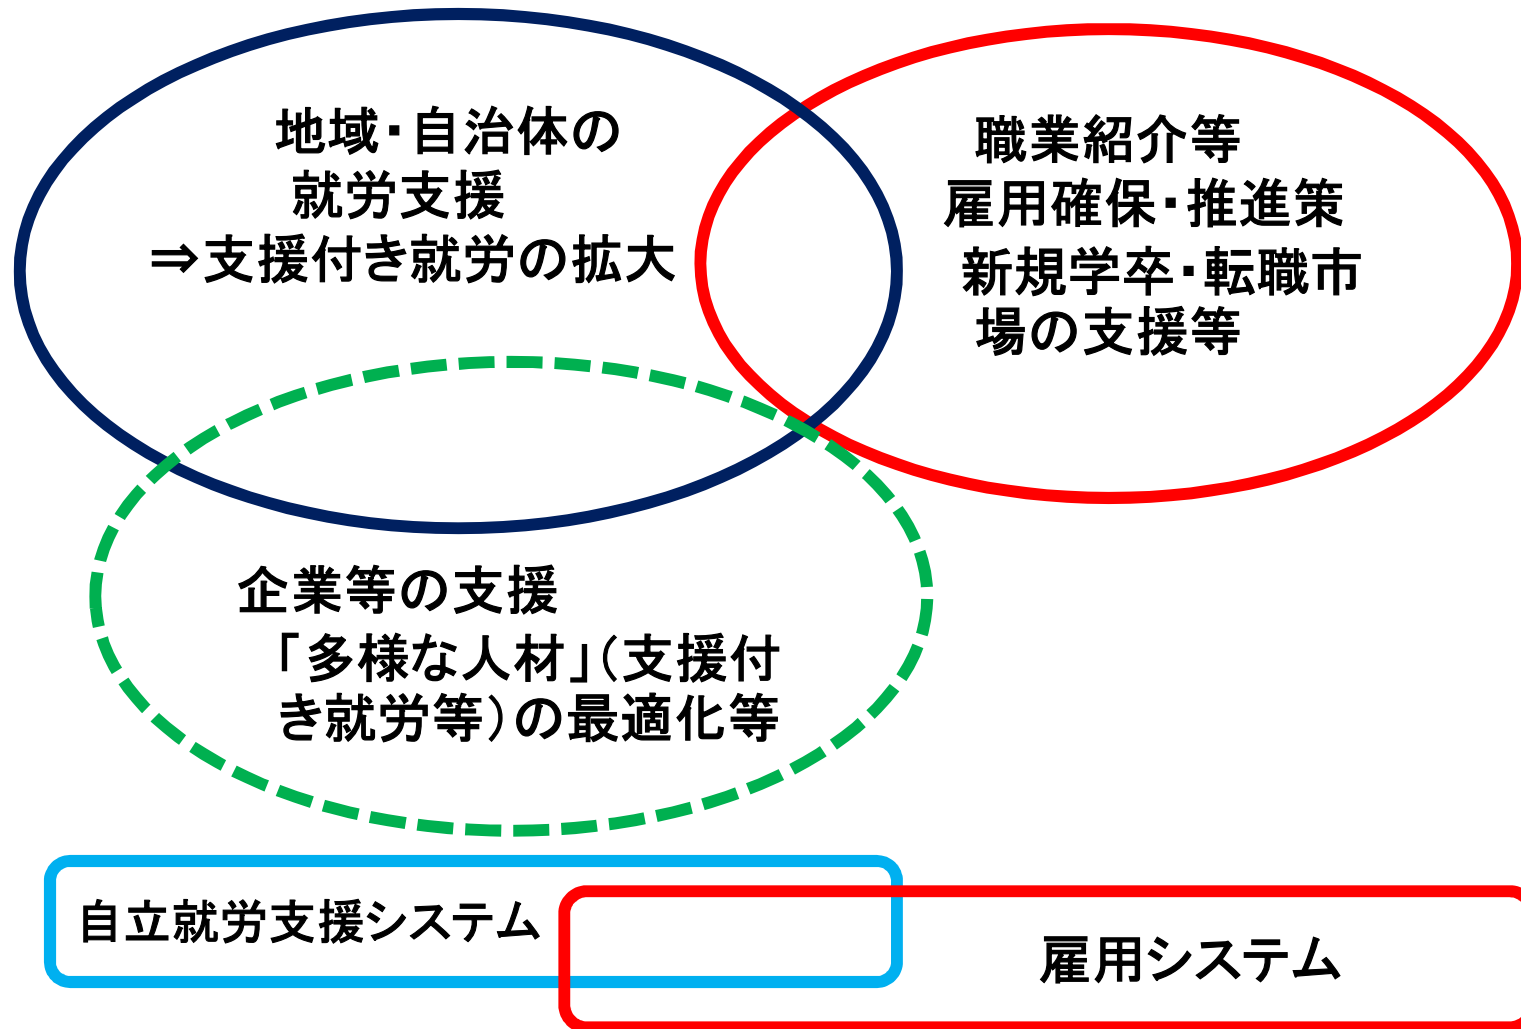 地域・自治体の
就労支援
⇒支援付き就労の拡大
職業紹介等
雇用確保・推進策
新規学卒・転職市
場の支援等
企業等の支援
「多様な人材」(支援付
き就労等)の最適化等
自立就労支援システム
雇用システム